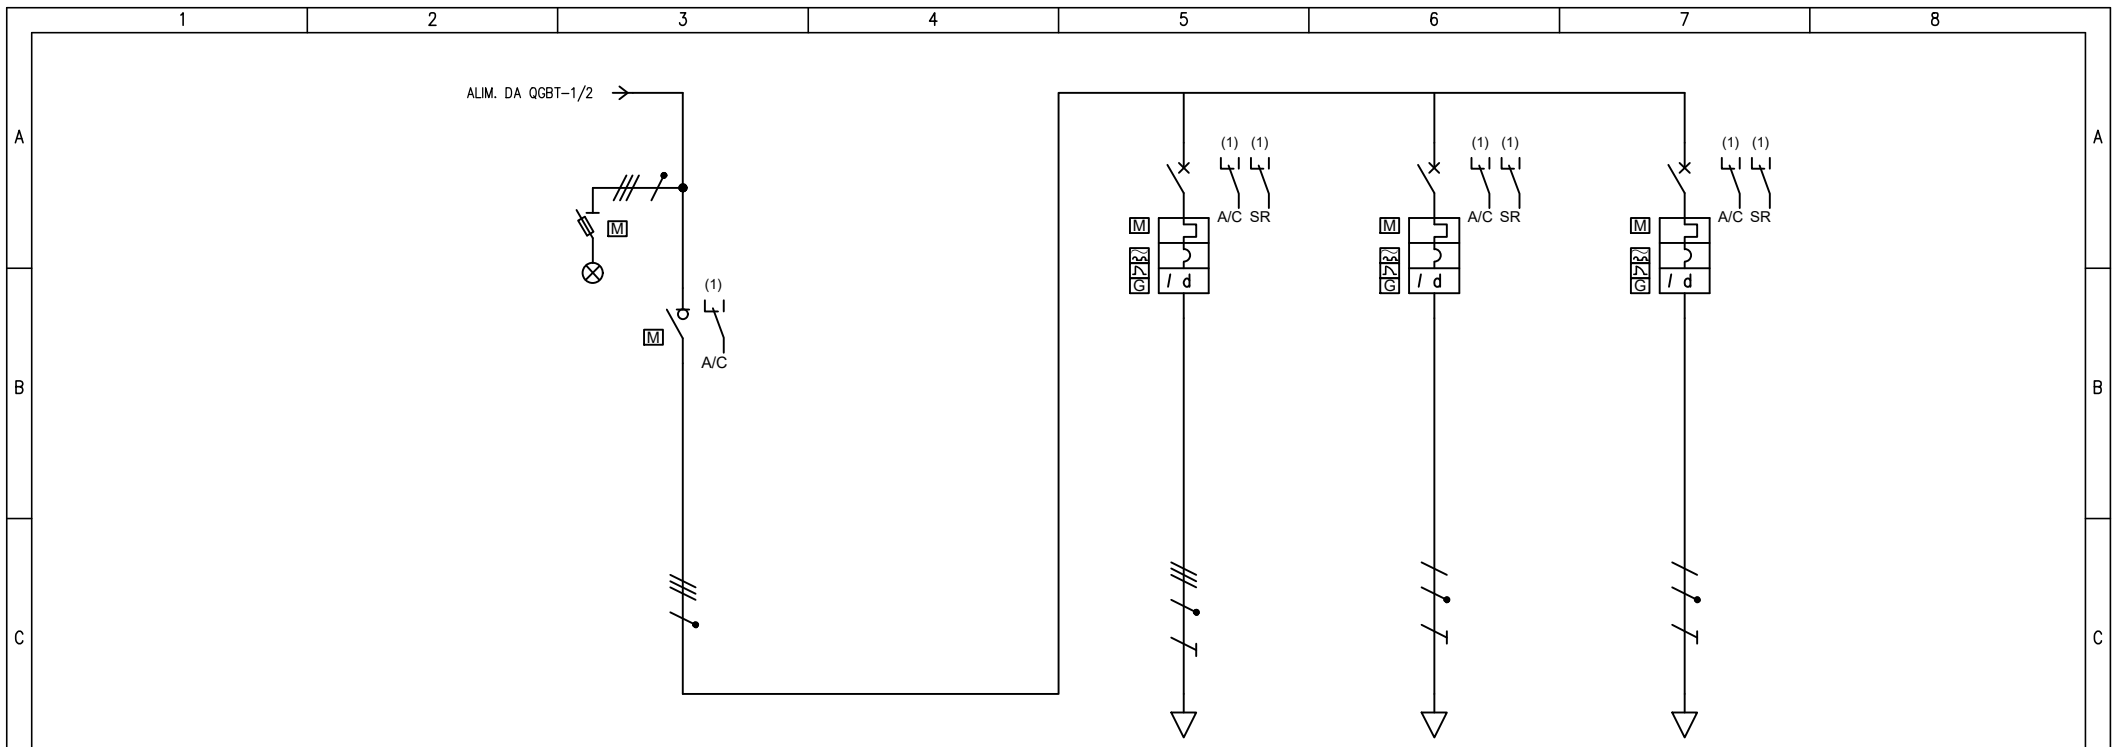 1 2 3 4 5 6 7 8
ALIM. DA QGBT-1/2
A A
(1) (1) (1) (1) (1) (1)
A/C SR A/C SR A/C SR
M M M M
I d I d I d
G G G
(1)
M
A/C
B B
C C